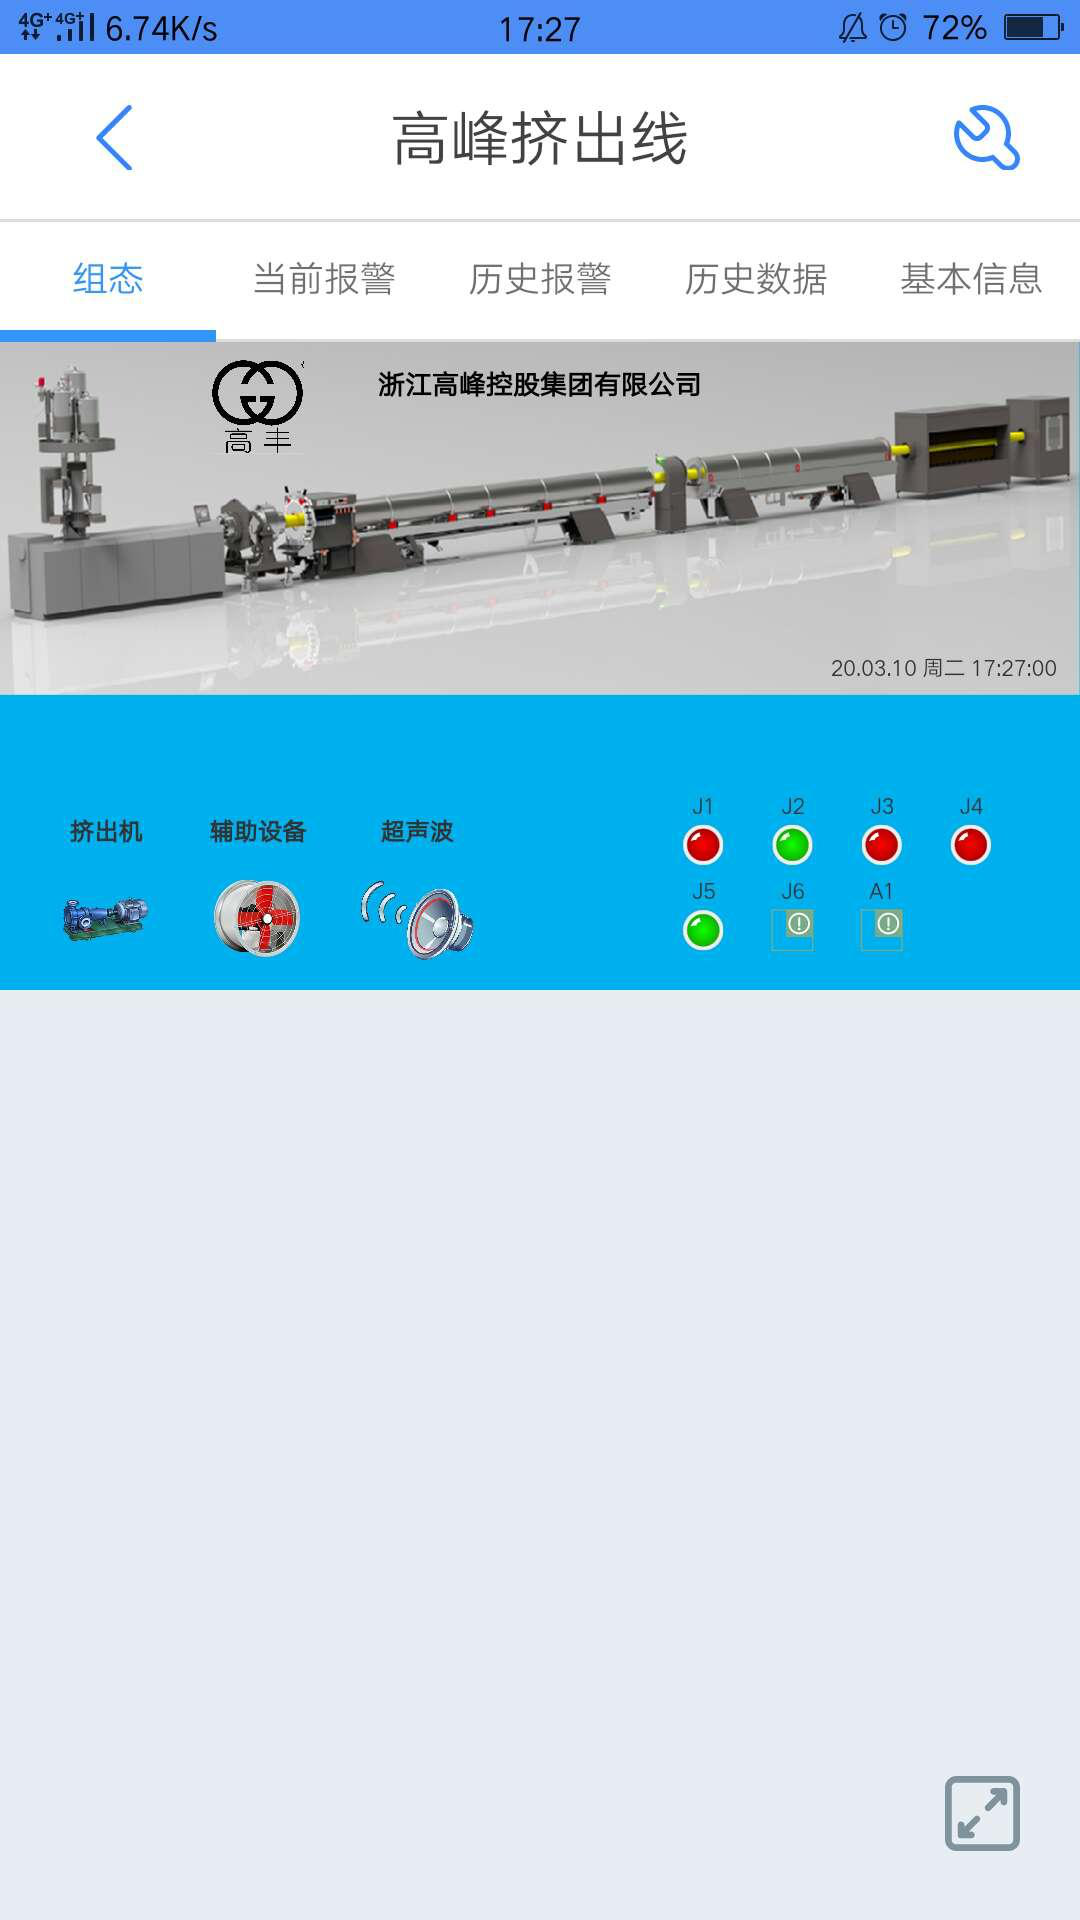 4G+ 4G+ 6.74K/s 17:27 72%
高峰挤出线
组态 当前报警 历史报警 历史数据 基本信息
浙江高峰控股集团有限公司
高丰
20.03.10 周二 17:27:00
J1 J2 J3 J4
挤出机 辅助设备 超声波
J5 J6 A1